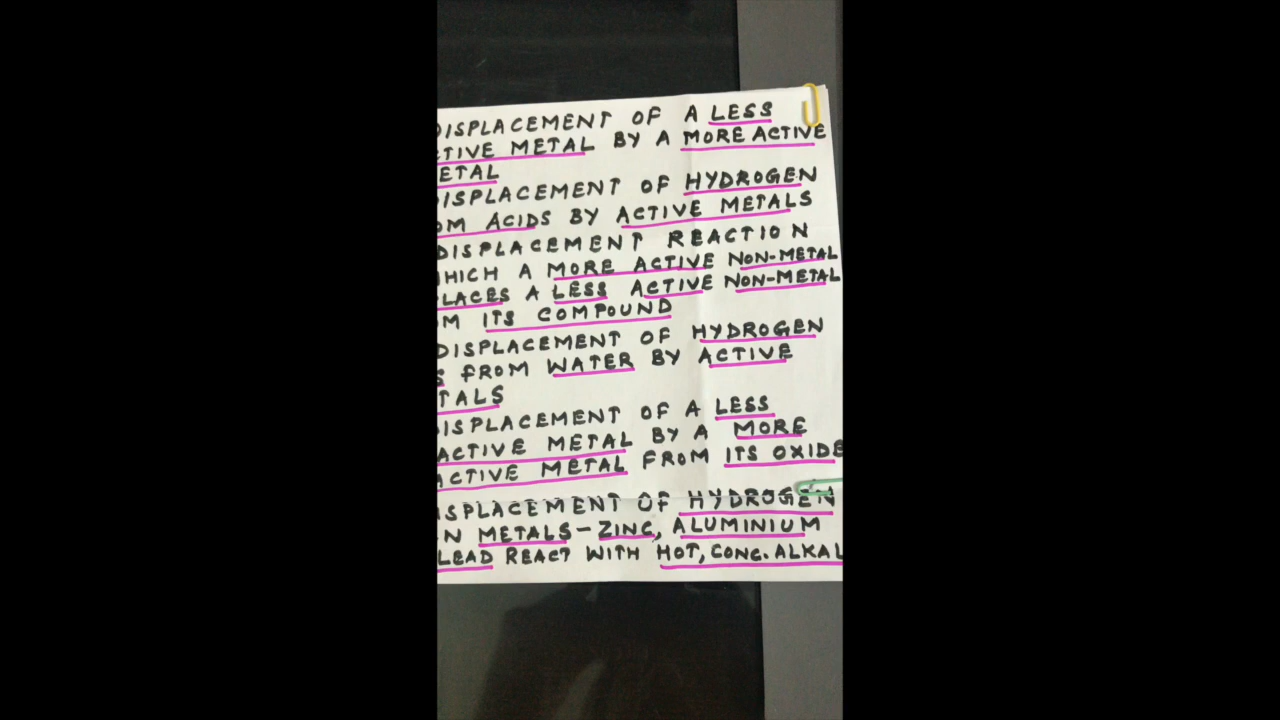 DISPLACEMENT OF A LESS
CTIVE METAL BY A MORE ACTIVE
ETAL
DISPLACEMENT OF HYDROGEN
OM ACIDS BY ACTIVE METALS
DISPLACEMENT REACTION
WHICH A MORE ACTIVE NON-METAL
LACES A LESS ACTIVE NON-METAL
OM ITS COMPOUND
DISPLACEMENT OF HYDROGEN
S FROM WATER BY ACTIVE
TALS
ISPLACEMENT OF A LESS
ACTIVE METAL BY A MORE
ACTIVE METAL FROM ITS OXIDE
ISPLACEMENT OF HYDROGEN
N METALS-ZINC, ALUMINIUM
LEAD REACT WITH HOT, CONC. ALKAL